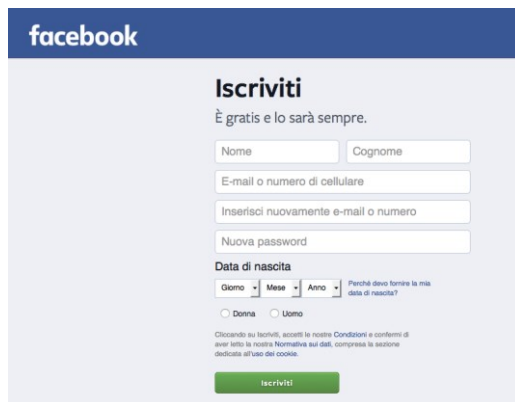 facebook
Iscriviti
È gratis e lo sarà sempre.
Nome Cognome
E-mail o numero di cellulare
Inserisci nuovamente e-mail o numero
Nuova password
Data di nascita
Giorno Mese Anno Perché devo fornire la mia
data di nascita?
Donna Uomo
Cliccando su Iscriviti, accetti le nostre Condizioni e confermi di
aver letto la nostra Normativa sui dati, compresa la sezione
dedicata all'uso dei cookie.
Iscriviti